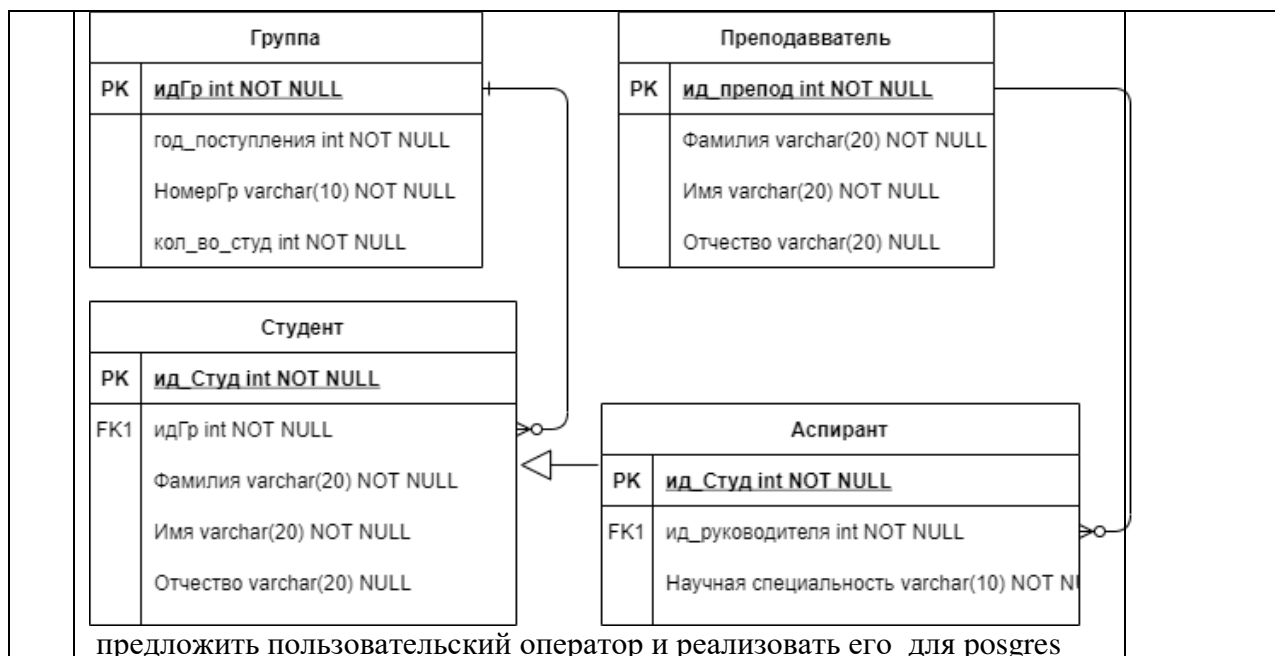 Группа
PK идГр int NOT NULL
год_поступления int NOT NULL
НомерГр varchar(10) NOT NULL
кол_во_студ int NOT NULL
Преподавватель
PK ид_препод int NOT NULL
Фамилия varchar(20) NOT NULL
Имя varchar(20) NOT NULL
Отчество varchar(20) NULL
Студент
PK ид_Студ int NOT NULL
FK1 идГр int NOT NULL
Фамилия varchar(20) NOT NULL
Имя varchar(20) NOT NULL
Отчество varchar(20) NULL
Аспирант
PK ид_Студ int NOT NULL
FK1 ид_руководителя int NOT NULL
Научная специальность varchar(10) NOT
предложить пользовательский оператор и реализовать его для posgres